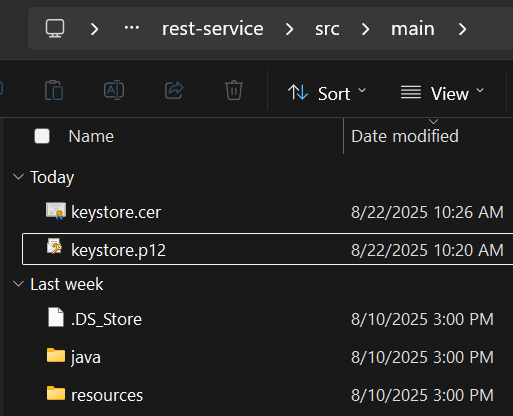 ··· rest-service src main
Sort View
Name Date modified
Today
keystore.cer 8/22/2025 10:26 AM
keystore.p12 8/22/2025 10:20 AM
Last week
.DS_Store 8/10/2025 3:00 PM
java 8/10/2025 3:00 PM
resources 8/10/2025 3:00 PM